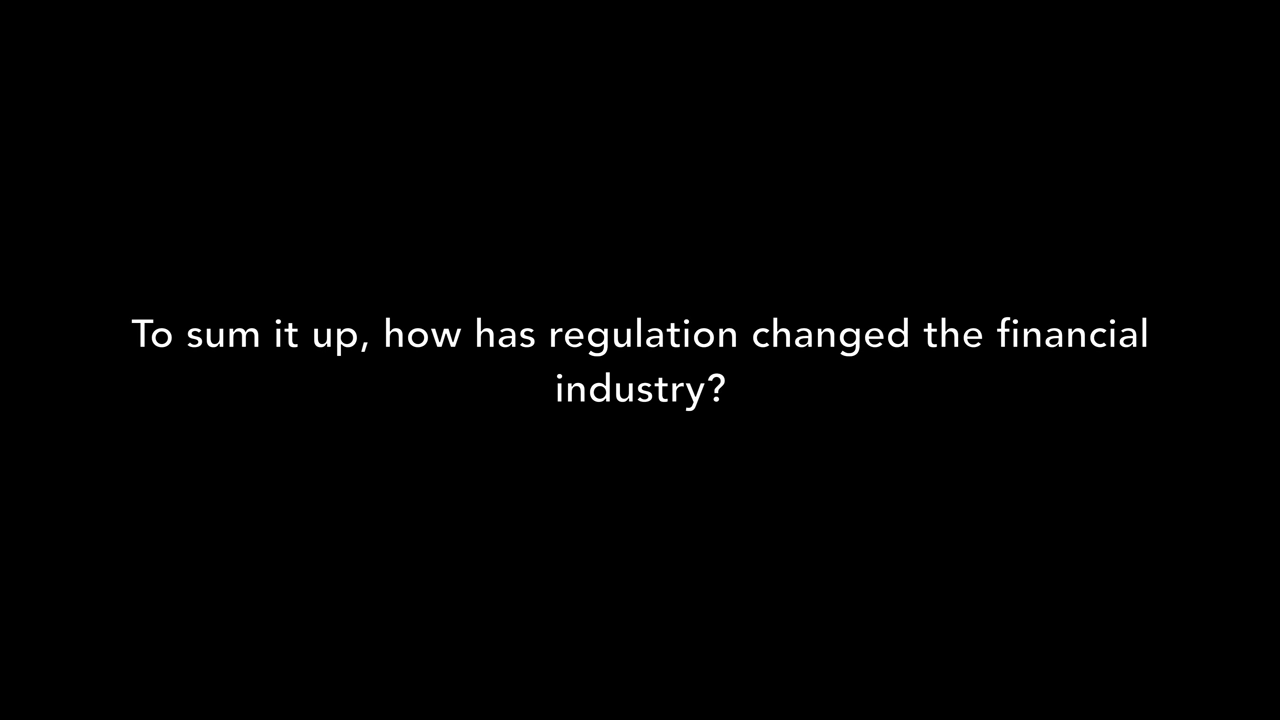 To sum it up, how has regulation changed the financial
industry?